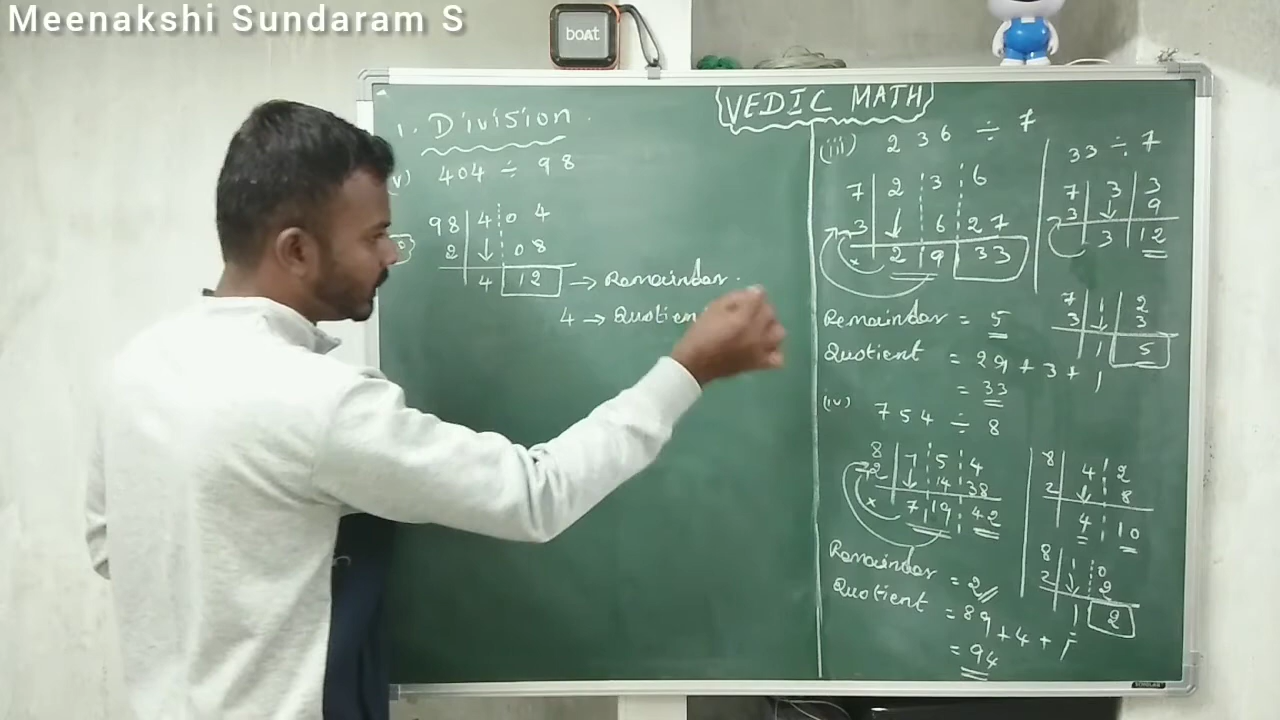 Meenakshi Sundaram S
boAt
VEDIC MATH
1. Division.
v) 404 ÷ 98
98 4 0 4
2 ↓ 0 8
4 12 → Remainder.
4 → Quotien
(iii) 236 ÷ 7
7 2 3 6
3 ↓ 6 27
x 2 9 33
Remainder = 5
Quotient = 29 + 3 + 1
= 33
33 ÷ 7
7 3 3
3 ↓ 9
3 12
7 1 2
3 ↓ 3
1 5
(iv) 754 ÷ 8
8 7 5 4
2 ↓ 14 38
x 7 19 42
Remainder = 2
Quotient = 89 + 4 + 1
= 94
8 4 2
2 ↓ 8
4 10
8 1 0
2 ↓ 2
1 2